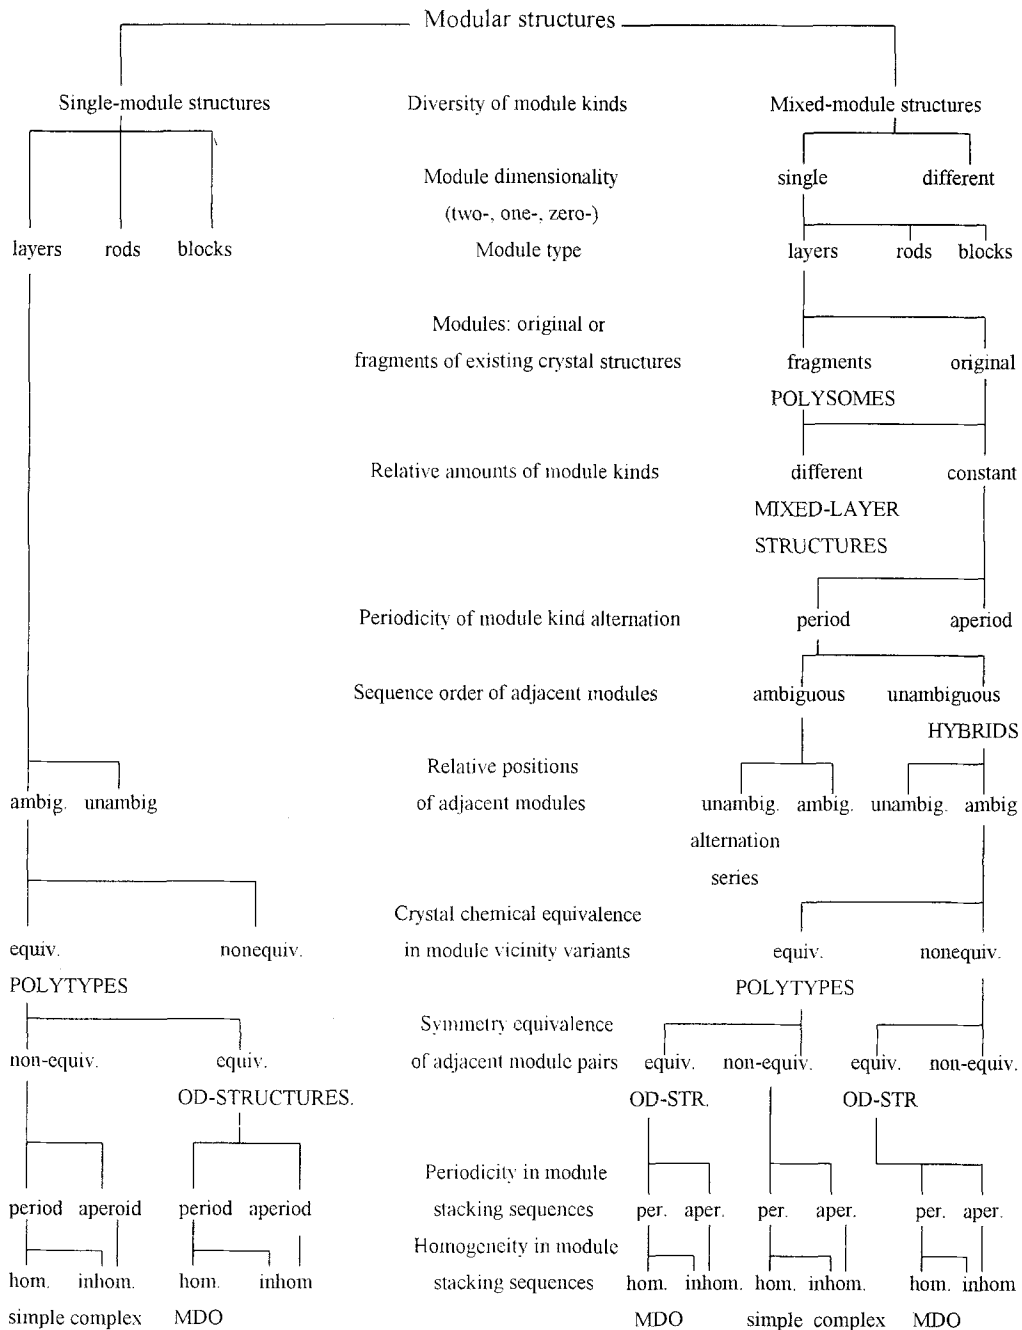 Modular structures
Single-module structures Diversity of module kinds Mixed-module structures
Module dimensionality single different
(two-, one-, zero-)
layers rods blocks Module type layers rods blocks
Modules: original or
fragments of existing crystal structures fragments original
POLYSOMES
Relative amounts of module kinds different constant
MIXED-LAYER
STRUCTURES
Periodicity of module kind alternation period aperiod
Sequence order of adjacent modules ambiguous unambiguous
HYBRIDS
Relative positions
ambig. unambig of adjacent modules unambig. ambig. unambig. ambig
alternation
series
Crystal chemical equivalence
equiv. nonequiv. in module vicinity variants equiv. nonequiv.
POLYTYPES POLYTYPES
Symmetry equivalence
non-equiv. equiv. of adjacent module pairs equiv. non-equiv. equiv. non-equiv.
OD-STRUCTURES. OD-STR. OD-STR
Periodicity in module
period aperoid period aperiod stacking sequences per. aper. per. aper. per. aper.
Homogeneity in module
hom. inhom. hom. inhom stacking sequences hom. inhom. hom. inhom. hom. inhom
simple complex MDO MDO simple complex MDO